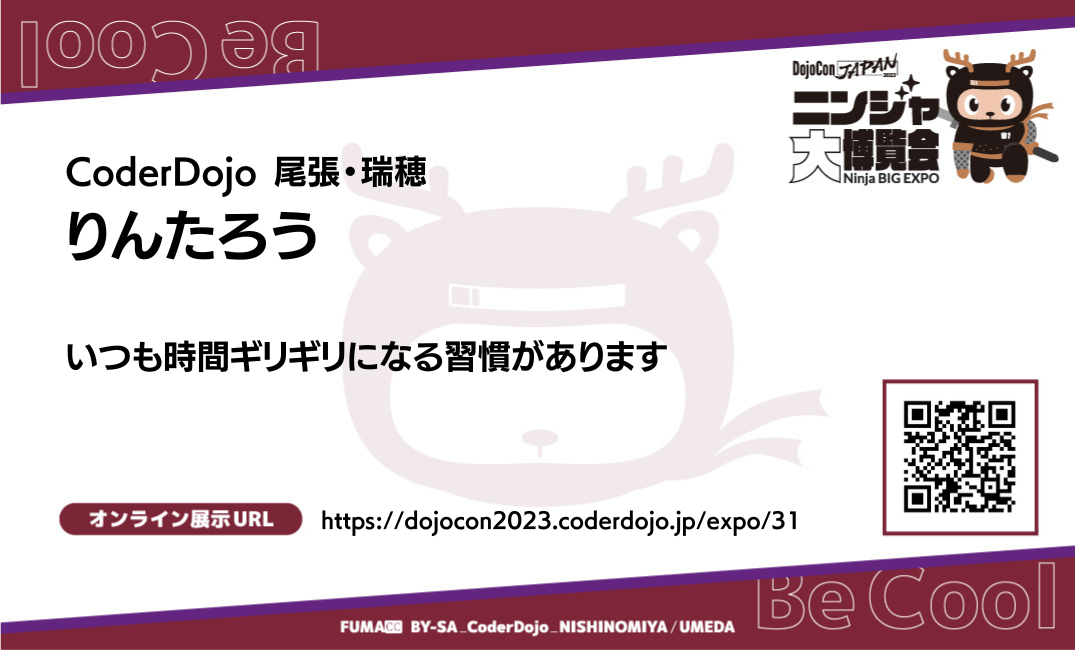 Be Cool
DojoCon JAPAN 2023
ニンジャ
大博覧会
Ninja BIG EXPO
CoderDojo 尾張・瑞穂
りんたろう
いつも時間ギリギリになる習慣があります
オンライン展示URL https://dojocon2023.coderdojo.jp/expo/31
Be Cool
FUMA CC BY-SA_CoderDojo_NISHINOMIYA/UMEDA